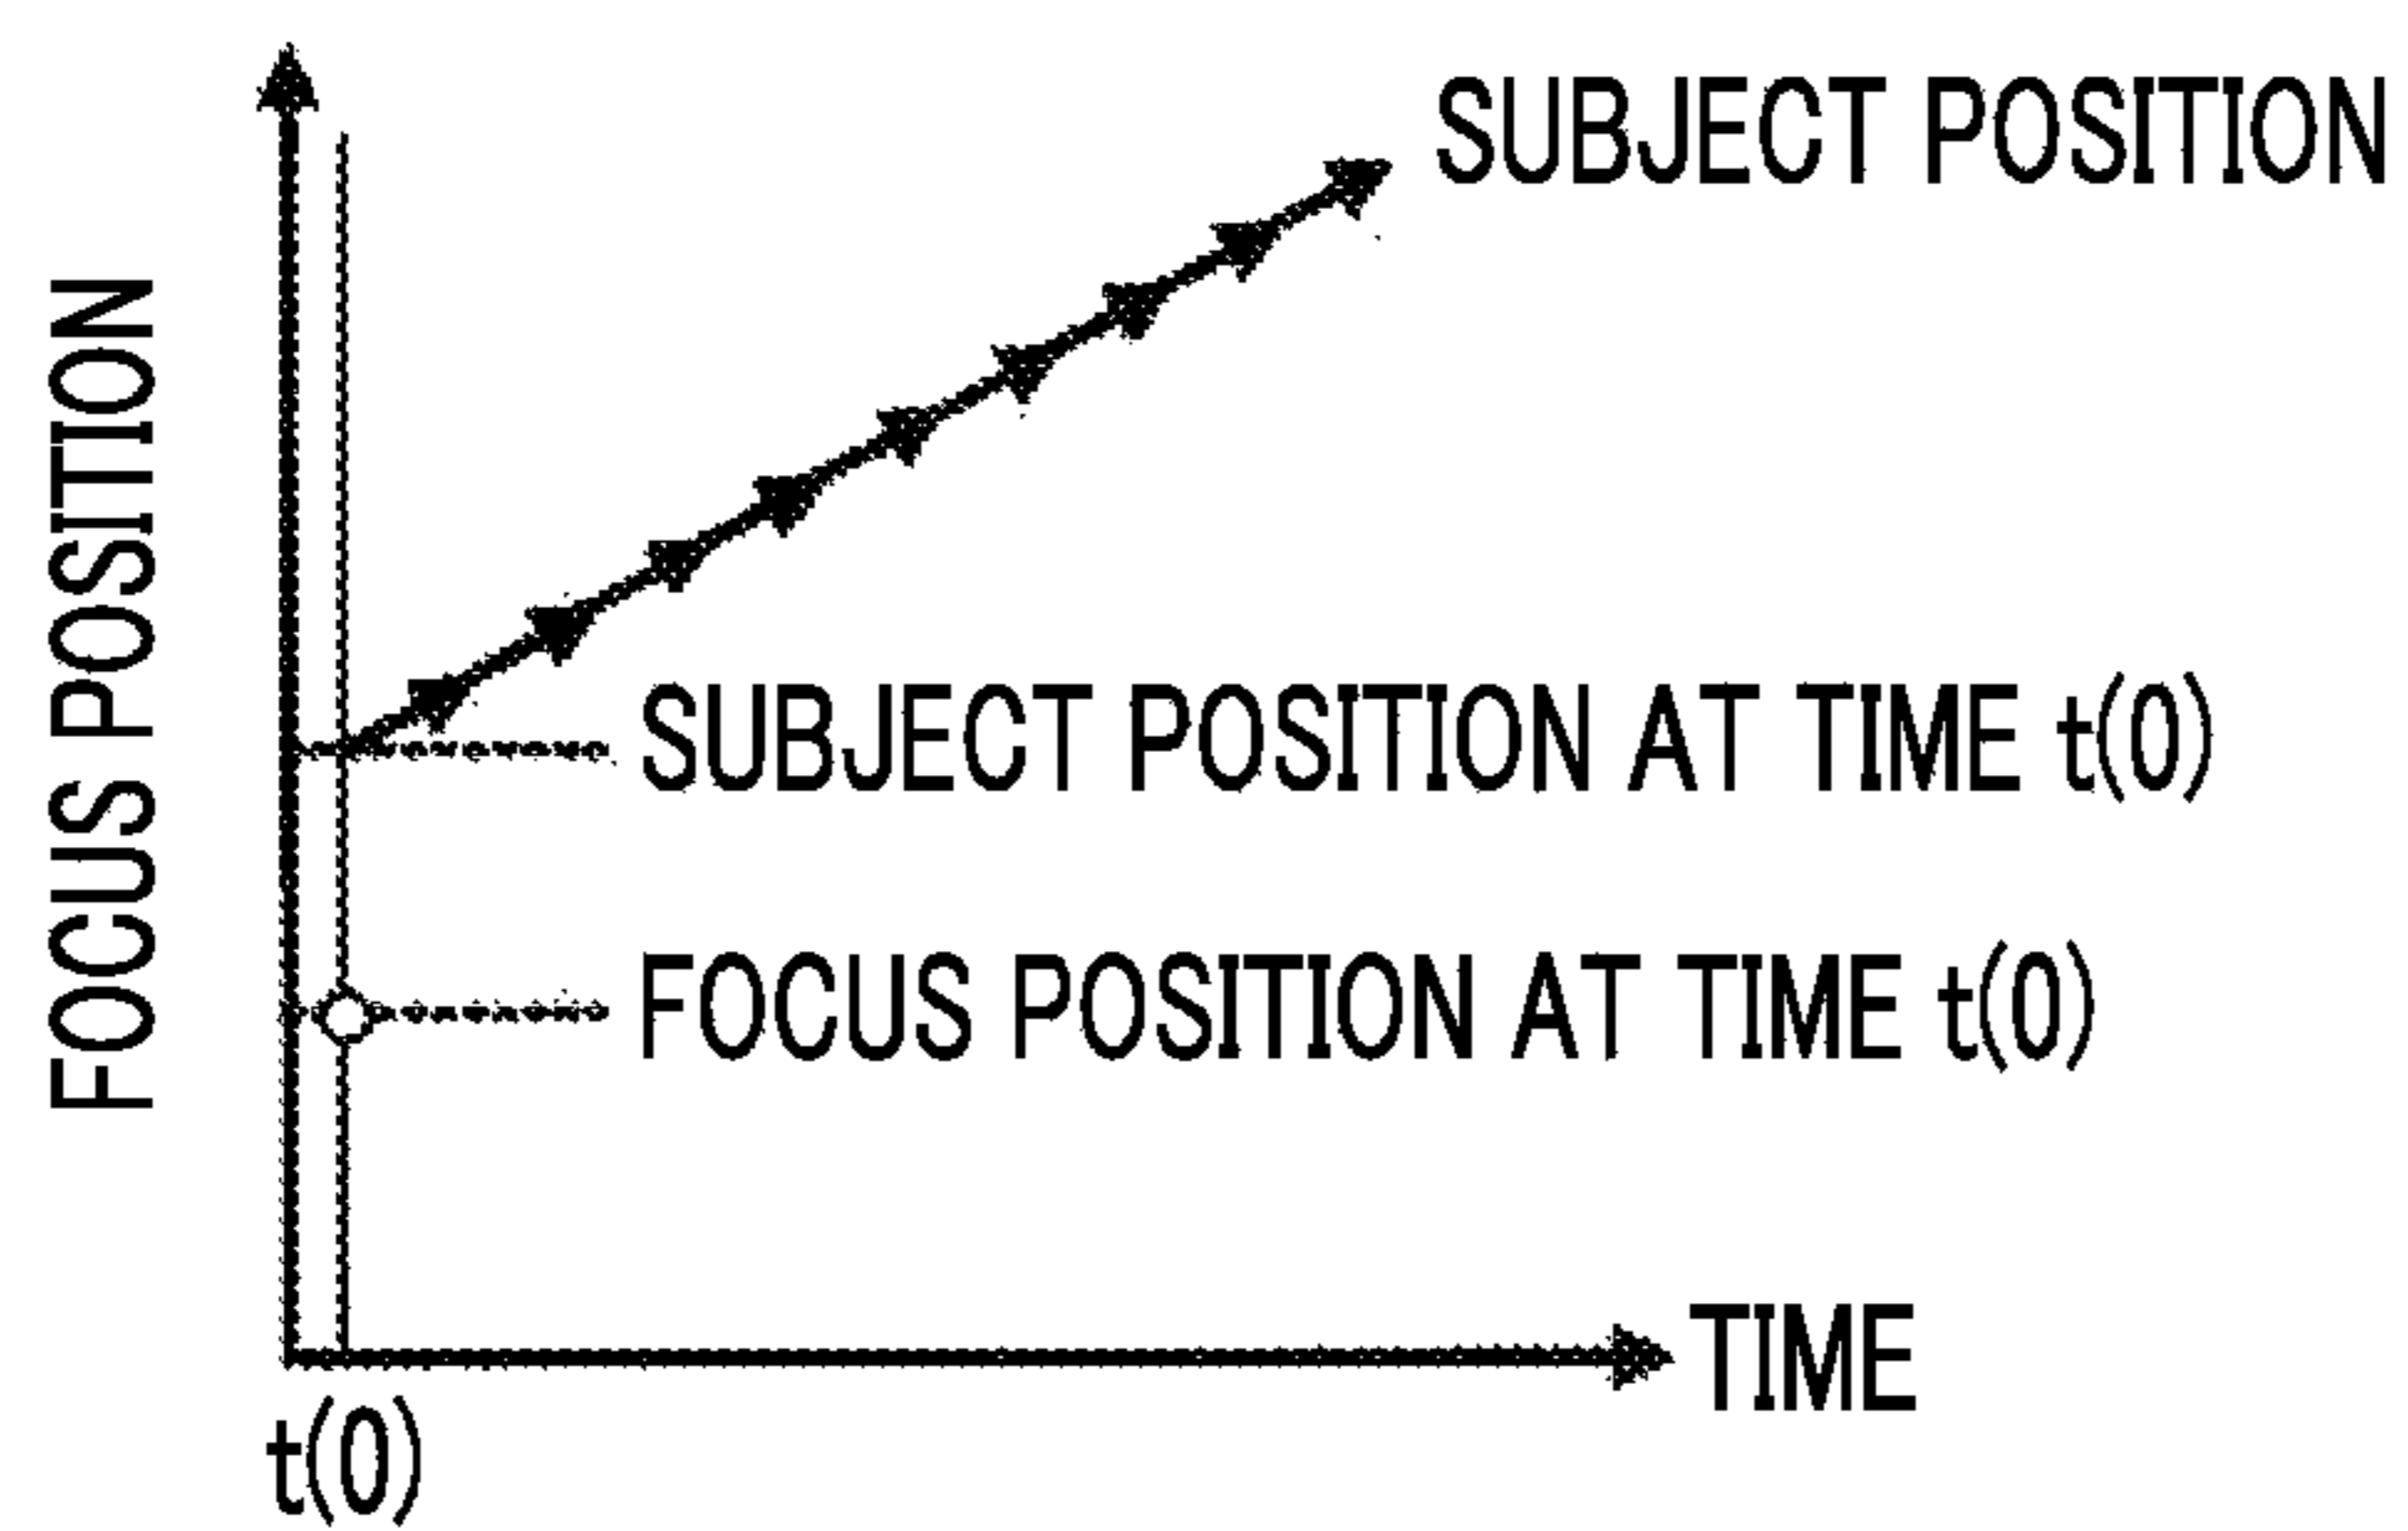 SUBJECT POSITION
FOCUS POSITION
SUBJECT POSITION AT TIME t(0)
FOCUS POSITION AT TIME t(0)
TIME
t(0)